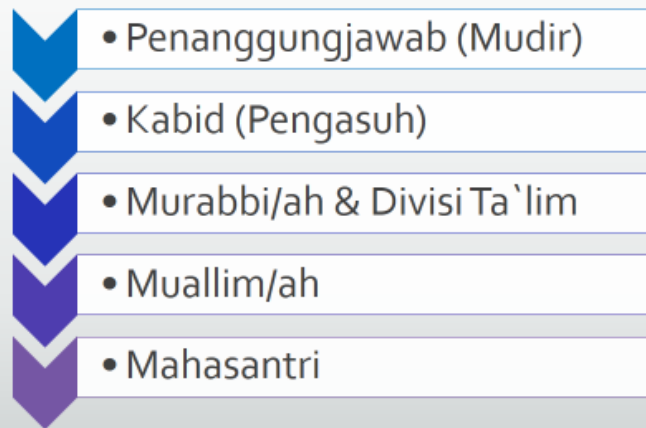 • Penanggungjawab (Mudir)
• Kabid (Pengasuh)
• Murabbi/ah & Divisi Ta`lim
• Muallim/ah
• Mahasantri